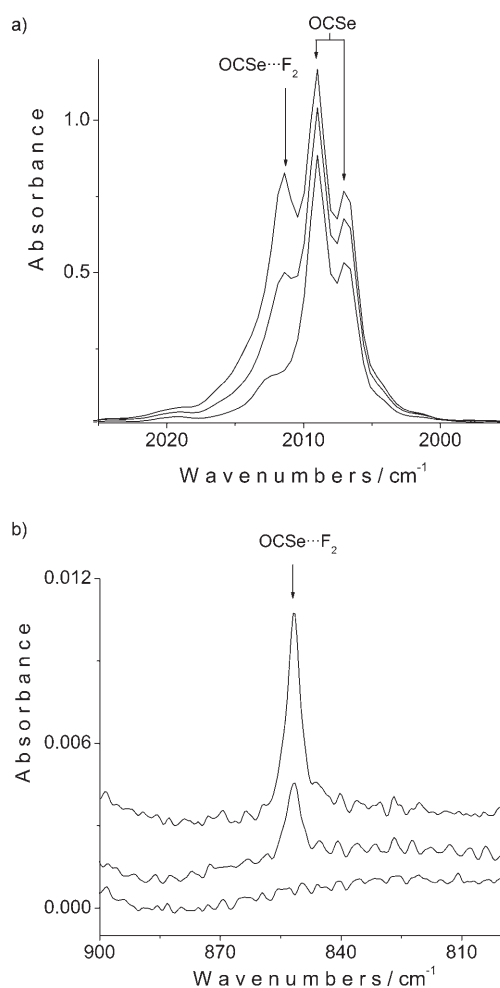 a)
OCSe
OCSe···F2
1.0
0.5
Absorbance
2020 2010 2000
Wavenumbers/cm-1
b)
OCSe···F2
0.012
0.006
0.000
Absorbance
900 870 840 810
Wavenumbers/cm-1